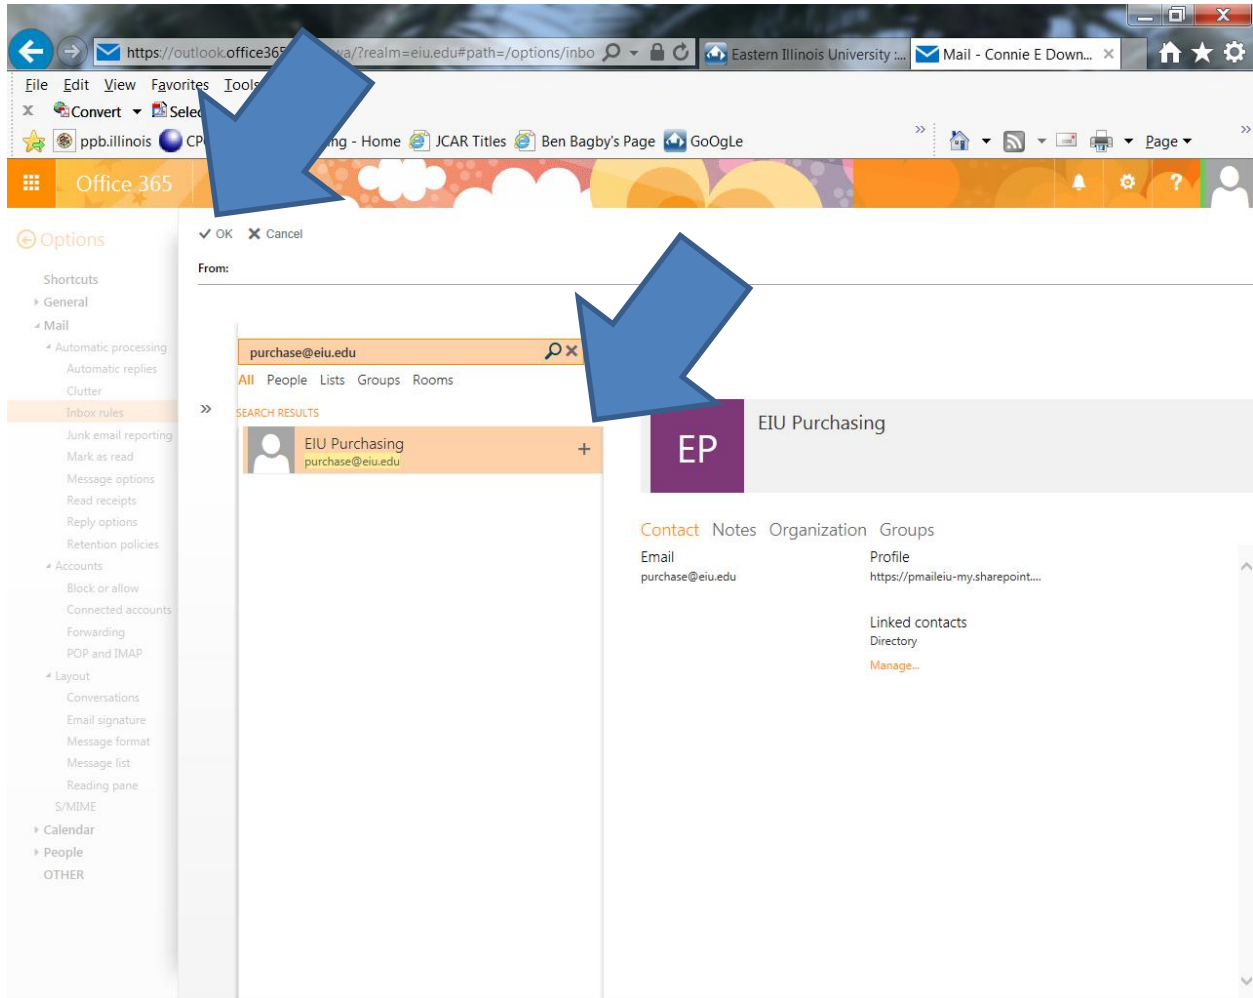 https://outlook.office365 wa/?realm=eiu.edu#path=/options/inbo
Eastern Illinois University :...
Mail - Connie E Down...
File Edit View Favorites Tools
x Convert Selec
ppb.illinois CP ng - Home JCAR Titles Ben Bagby's Page GoOgLe
» Page »
Office 365
?
Options
OK Cancel
From:
Shortcuts
General
Mail
Automatic processing
Automatic replies
Clutter
Inbox rules
Junk email reporting
Mark as read
Message options
Read receipts
Reply options
Retention policies
Accounts
Block or allow
Connected accounts
Forwarding
POP and IMAP
Layout
Conversations
Email signature
Message format
Message list
Reading pane
S/MIME
Calendar
People
OTHER
»
purchase@eiu.edu
All People Lists Groups Rooms
SEARCH RESULTS
EIU Purchasing
purchase@eiu.edu
+
EP
EIU Purchasing
Contact Notes Organization Groups
Email
purchase@eiu.edu
Profile
https://pmaileiu-my.sharepoint....
Linked contacts
Directory
Manage...